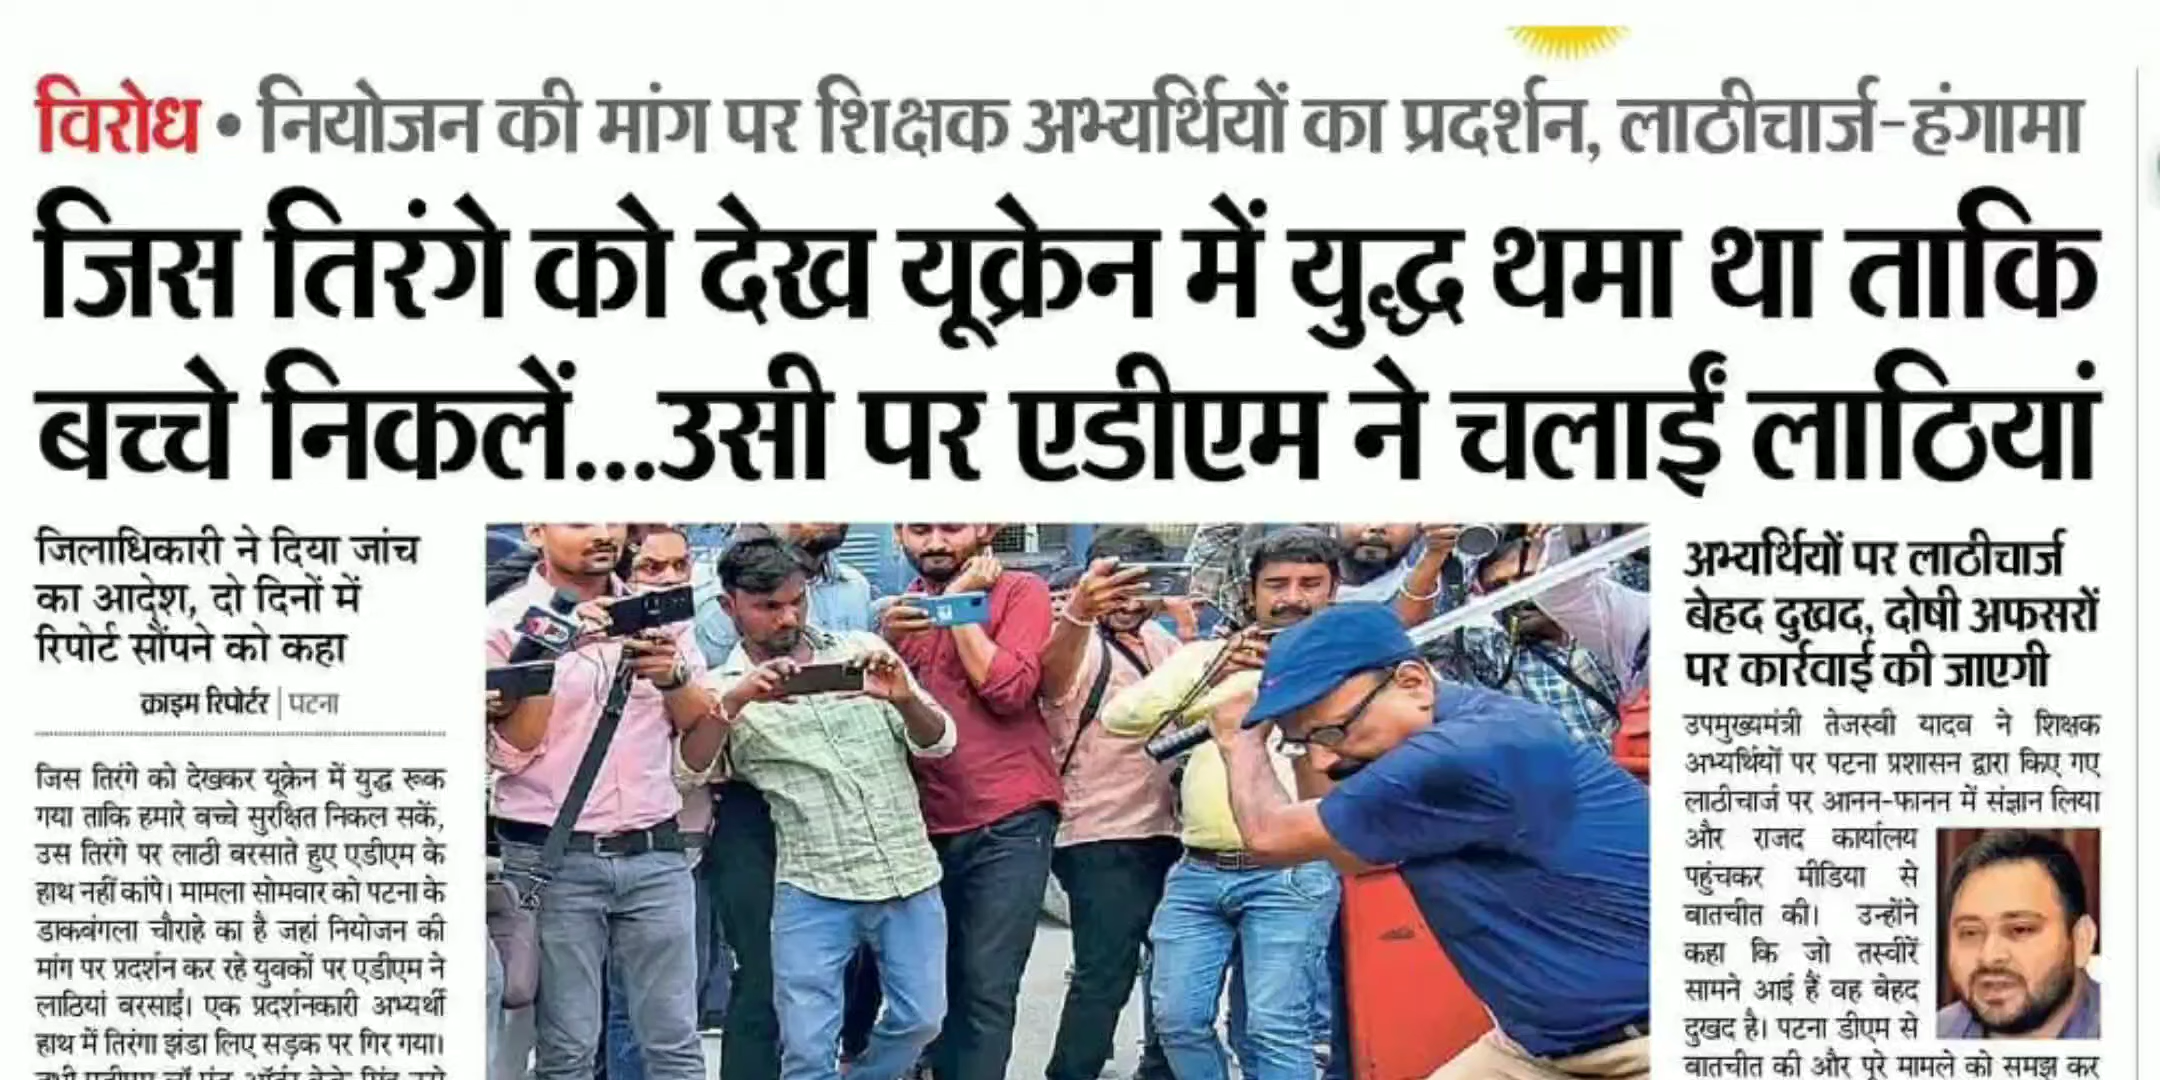 विरोध • नियोजन की मांग पर शिक्षक अभ्यर्थियों का प्रदर्शन, लाठीचार्ज-हंगामा
जिस तिरंगे को देख यूक्रेन में युद्ध थमा था ताकि
बच्चे निकलें...उसी पर एडीएम ने चलाईं लाठियां
जिलाधिकारी ने दिया जांच
का आदेश, दो दिनों में
रिपोर्ट सौंपने को कहा
क्राइम रिपोर्टर | पटना
जिस तिरंगे को देखकर यूक्रेन में युद्ध रूक
गया ताकि हमारे बच्चे सुरक्षित निकल सकें,
उस तिरंगे पर लाठी बरसाते हुए एडीएम के
हाथ नहीं कांपे। मामला सोमवार को पटना के
डाकबंगला चौराहे का है जहां नियोजन की
मांग पर प्रदर्शन कर रहे युवकों पर एडीएम ने
लाठियां बरसाईं। एक प्रदर्शनकारी अभ्यर्थी
हाथ में तिरंगा झंडा लिए सड़क पर गिर गया।
अभ्यर्थियों पर लाठीचार्ज
बेहद दुखद, दोषी अफसरों
पर कार्रवाई की जाएगी
उपमुख्यमंत्री तेजस्वी यादव ने शिक्षक
अभ्यर्थियों पर पटना प्रशासन द्वारा किए गए
लाठीचार्ज पर आनन-फानन में संज्ञान लिया
और राजद कार्यालय
पहुंचकर मीडिया से
बातचीत की। उन्होंने
कहा कि जो तस्वीरें
सामने आई हैं वह बेहद
दुखद है। पटना डीएम से
बातचीत की और पूरे मामले को समझ कर